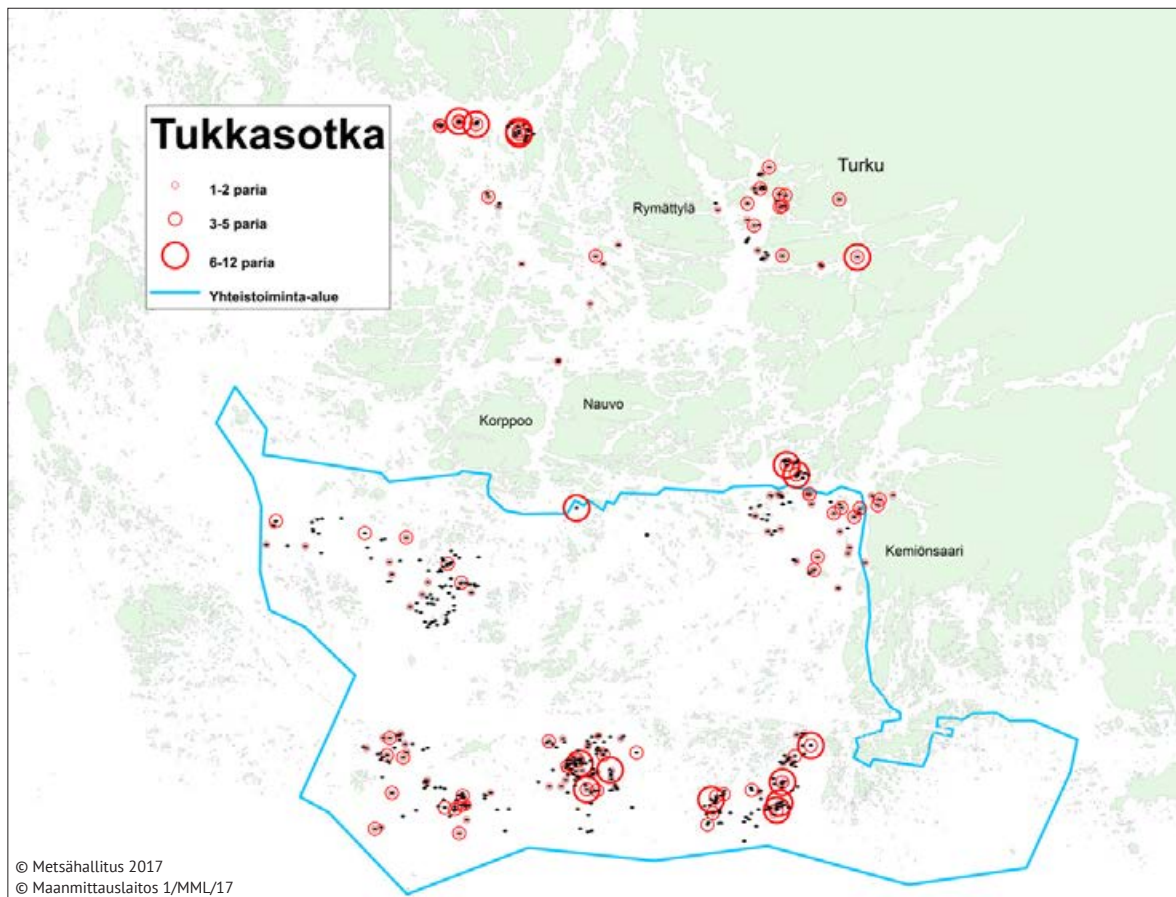 Tukkasotka
1-2 paria
3-5 paria
6-12 paria
Yhteistoiminta-alue
Turku
Rymättylä
Nauvo
Korppoo
Kemiönsaari
© Metsähallitus 2017
© Maanmittauslaitos 1/MML/17